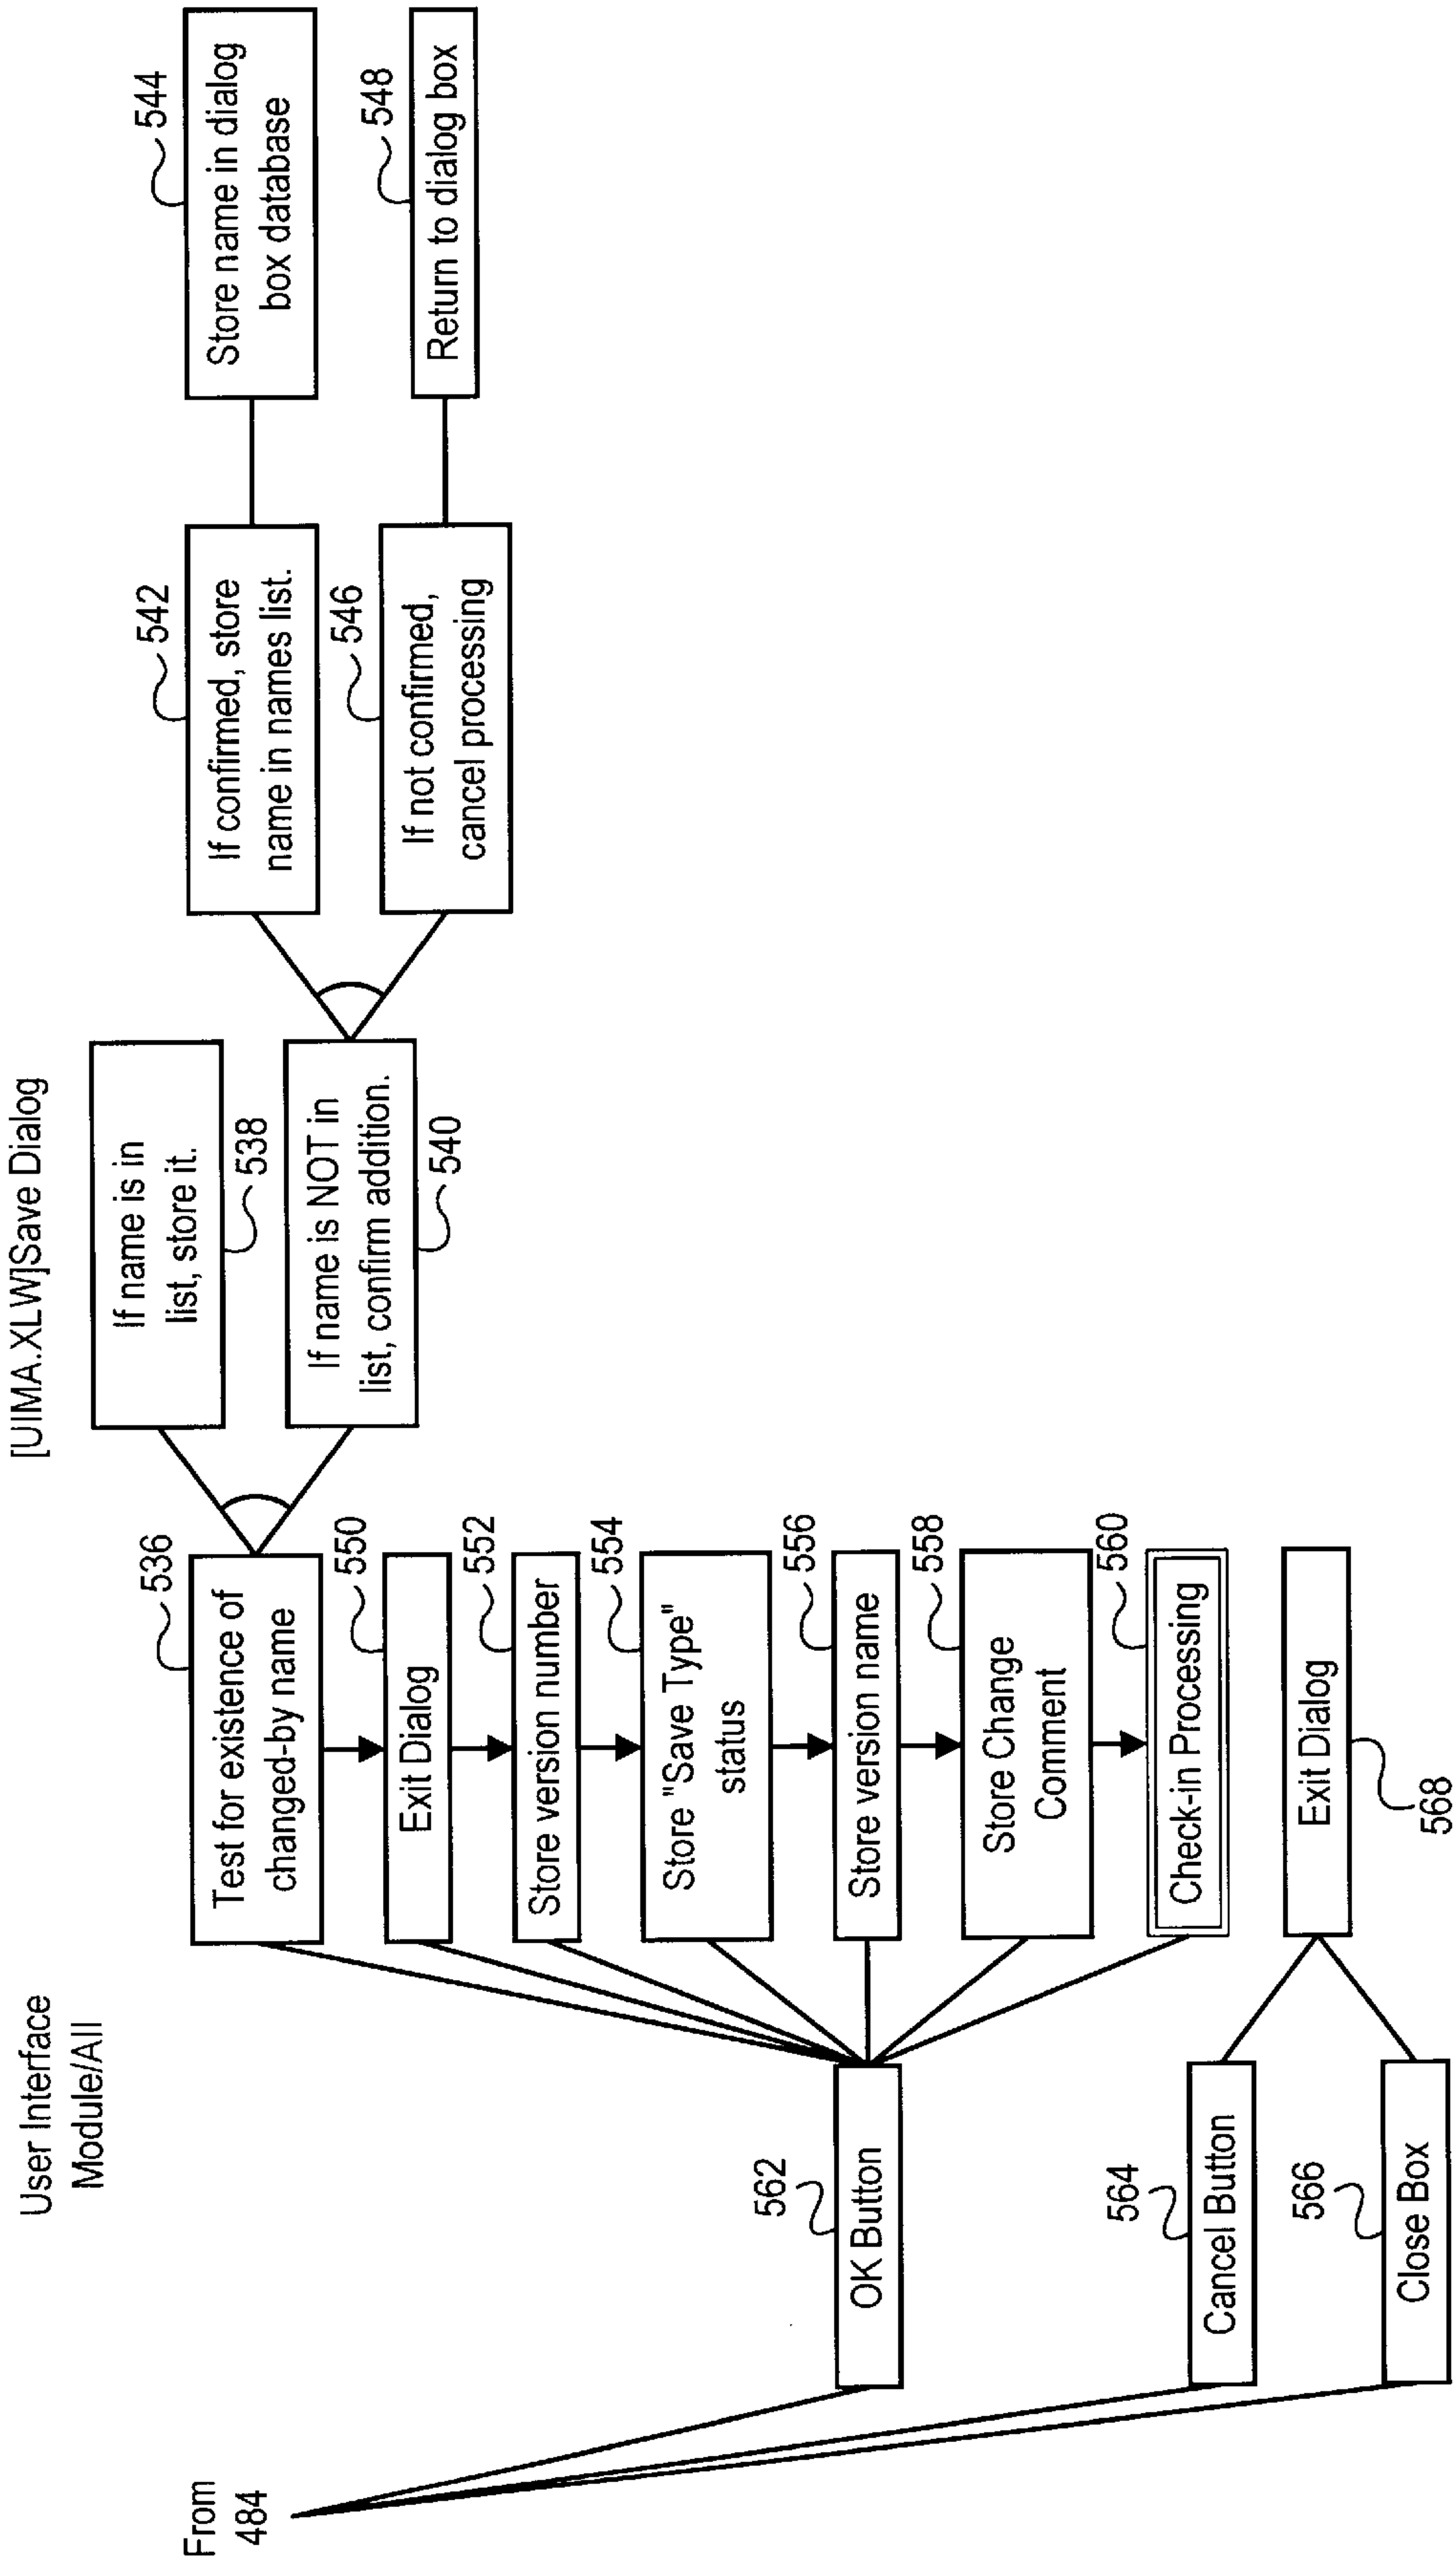 User Interface
Module/All
[UIMA.XLW]Save Dialog
From
484
562
OK Button
564
Cancel Button
566
Close Box
536
Test for existence of
changed-by name
550
Exit Dialog
552
Store version number
554
Store "Save Type"
status
556
Store version name
558
Store Change
Comment
560
Check-in Processing
Exit Dialog
568
If name is in
list, store it.
538
If name is NOT in
list, confirm addition.
540
542
If confirmed, store
name in names list.
546
If not confirmed,
cancel processing
544
Store name in dialog
box database
548
Return to dialog box